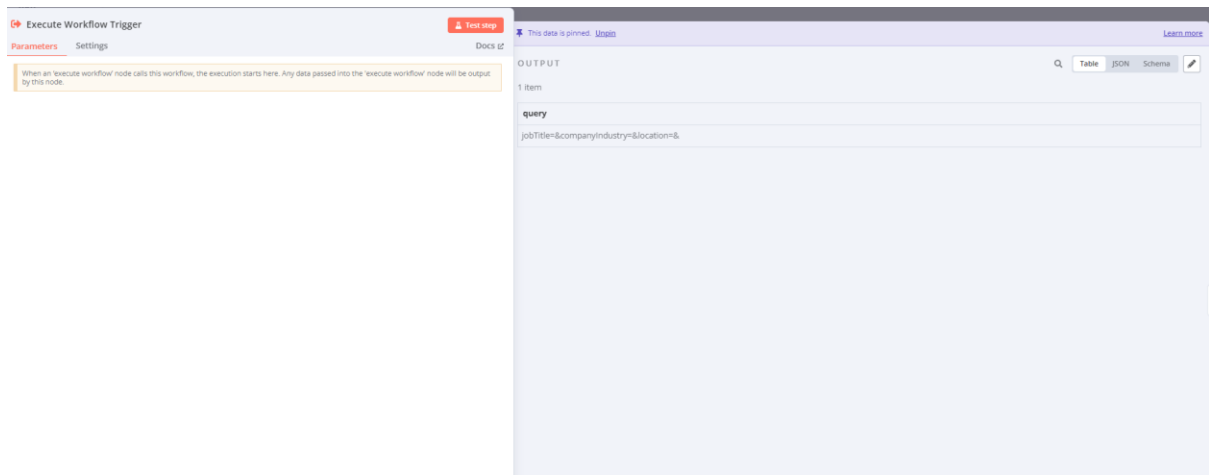 Execute Workflow Trigger
Test step
Parameters Settings Docs
When an 'execute workflow' node calls this workflow, the execution starts here. Any data passed into the 'execute workflow' node will be output
by this node.
This data is pinned. Unpin Learn more
OUTPUT
Table JSON Schema
1 item
query
jobTitle=&companyIndustry=&location=&